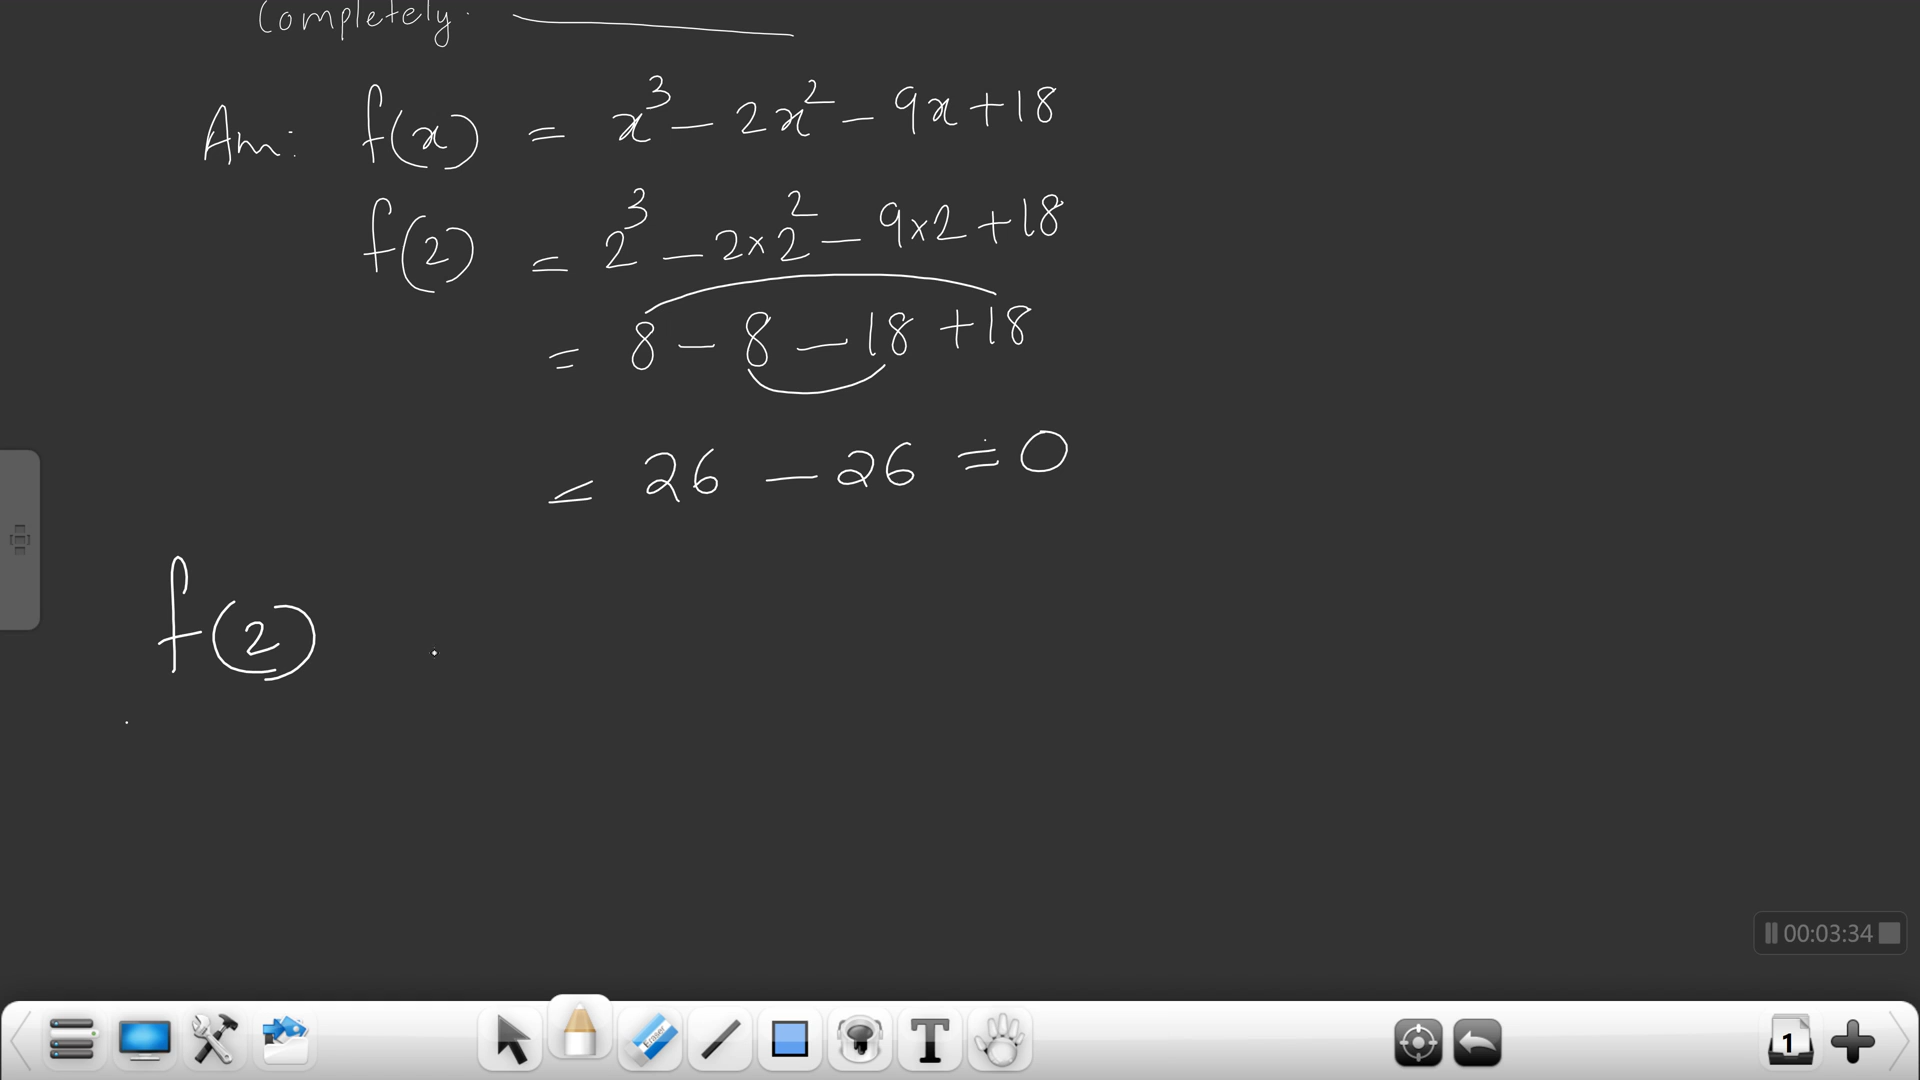 Completely.
Ans: f(x) = x³ - 2x² - 9x + 18
f(2) = 2³ - 2×2² - 9×2 + 18
= 8 - 8 - 18 + 18
= 26 - 26 = 0
f(2)
00:03:34
Eraser
T
1